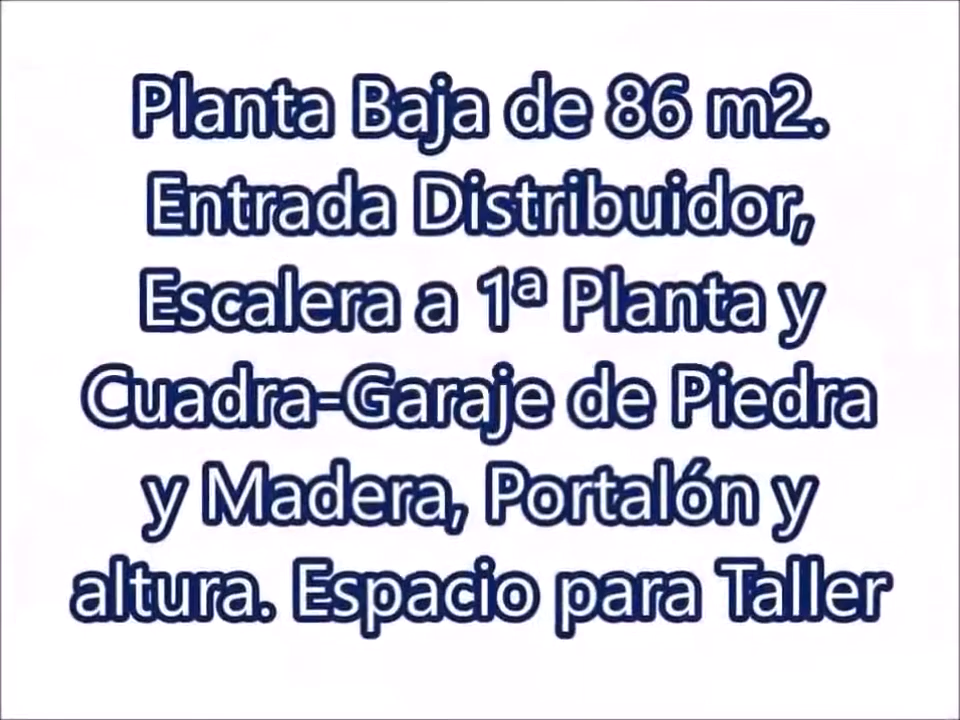 Planta Baja de 86 m2.
Entrada Distribuidor,
Escalera a 1ª Planta y
Cuadra-Garaje de Piedra
y Madera, Portalón y
altura. Espacio para Taller